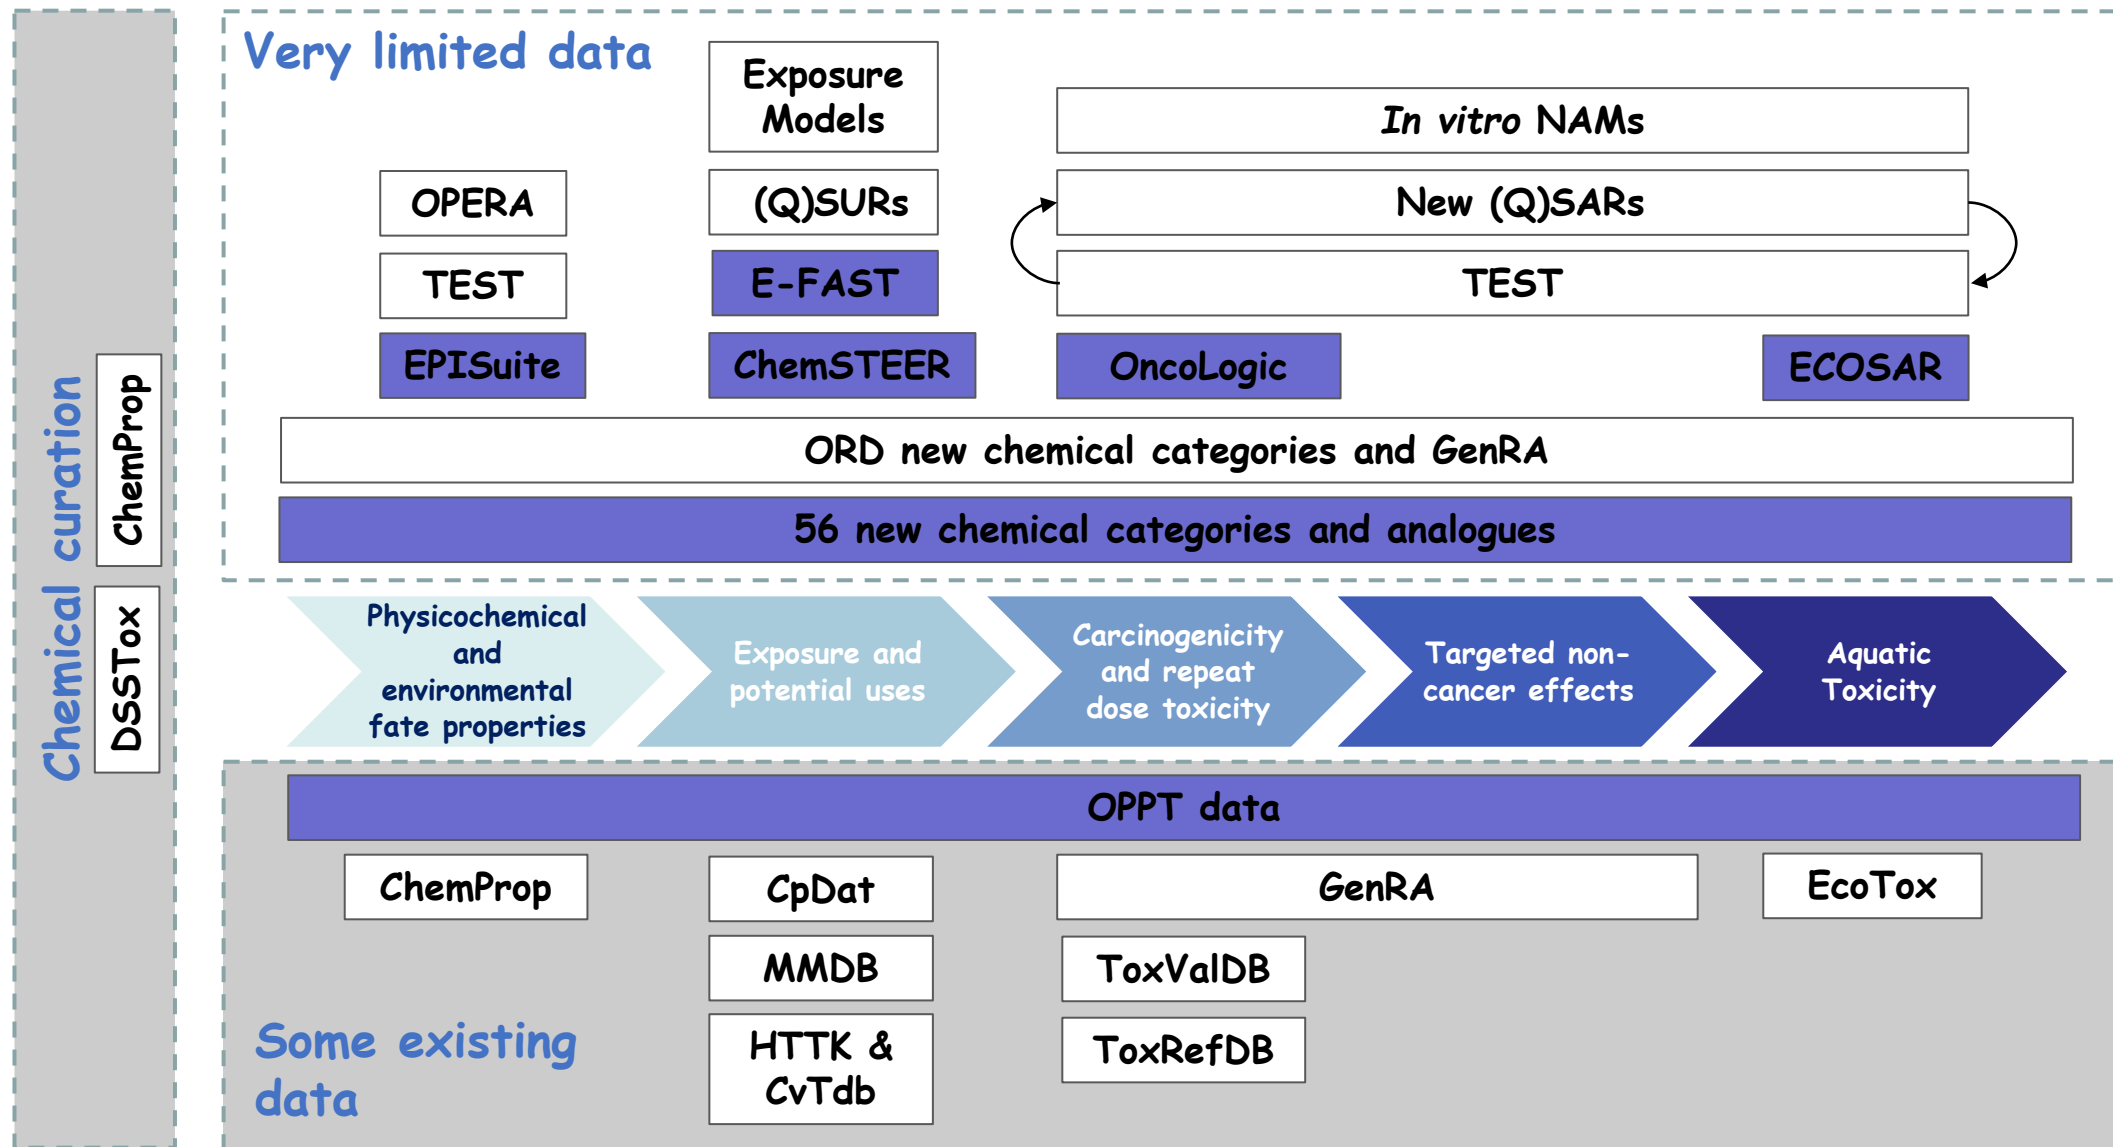 Chemical curation
ChemProp
DSSTox
Very limited data
Exposure
Models
In vitro NAMs
OPERA
(Q)SURs
New (Q)SARs
TEST
E-FAST
TEST
EPISuite
ChemSTEER
OncoLogic
ECOSAR
ORD new chemical categories and GenRA
56 new chemical categories and analogues
Physicochemical
and
environmental
fate properties
Exposure and
potential uses
Carcinogenicity
and repeat
dose toxicity
Targeted non-
cancer effects
Aquatic
Toxicity
OPPT data
ChemProp
CpDat
GenRA
EcoTox
MMDB
ToxValDB
HTTK &
CvTdb
ToxRefDB
Some existing
data